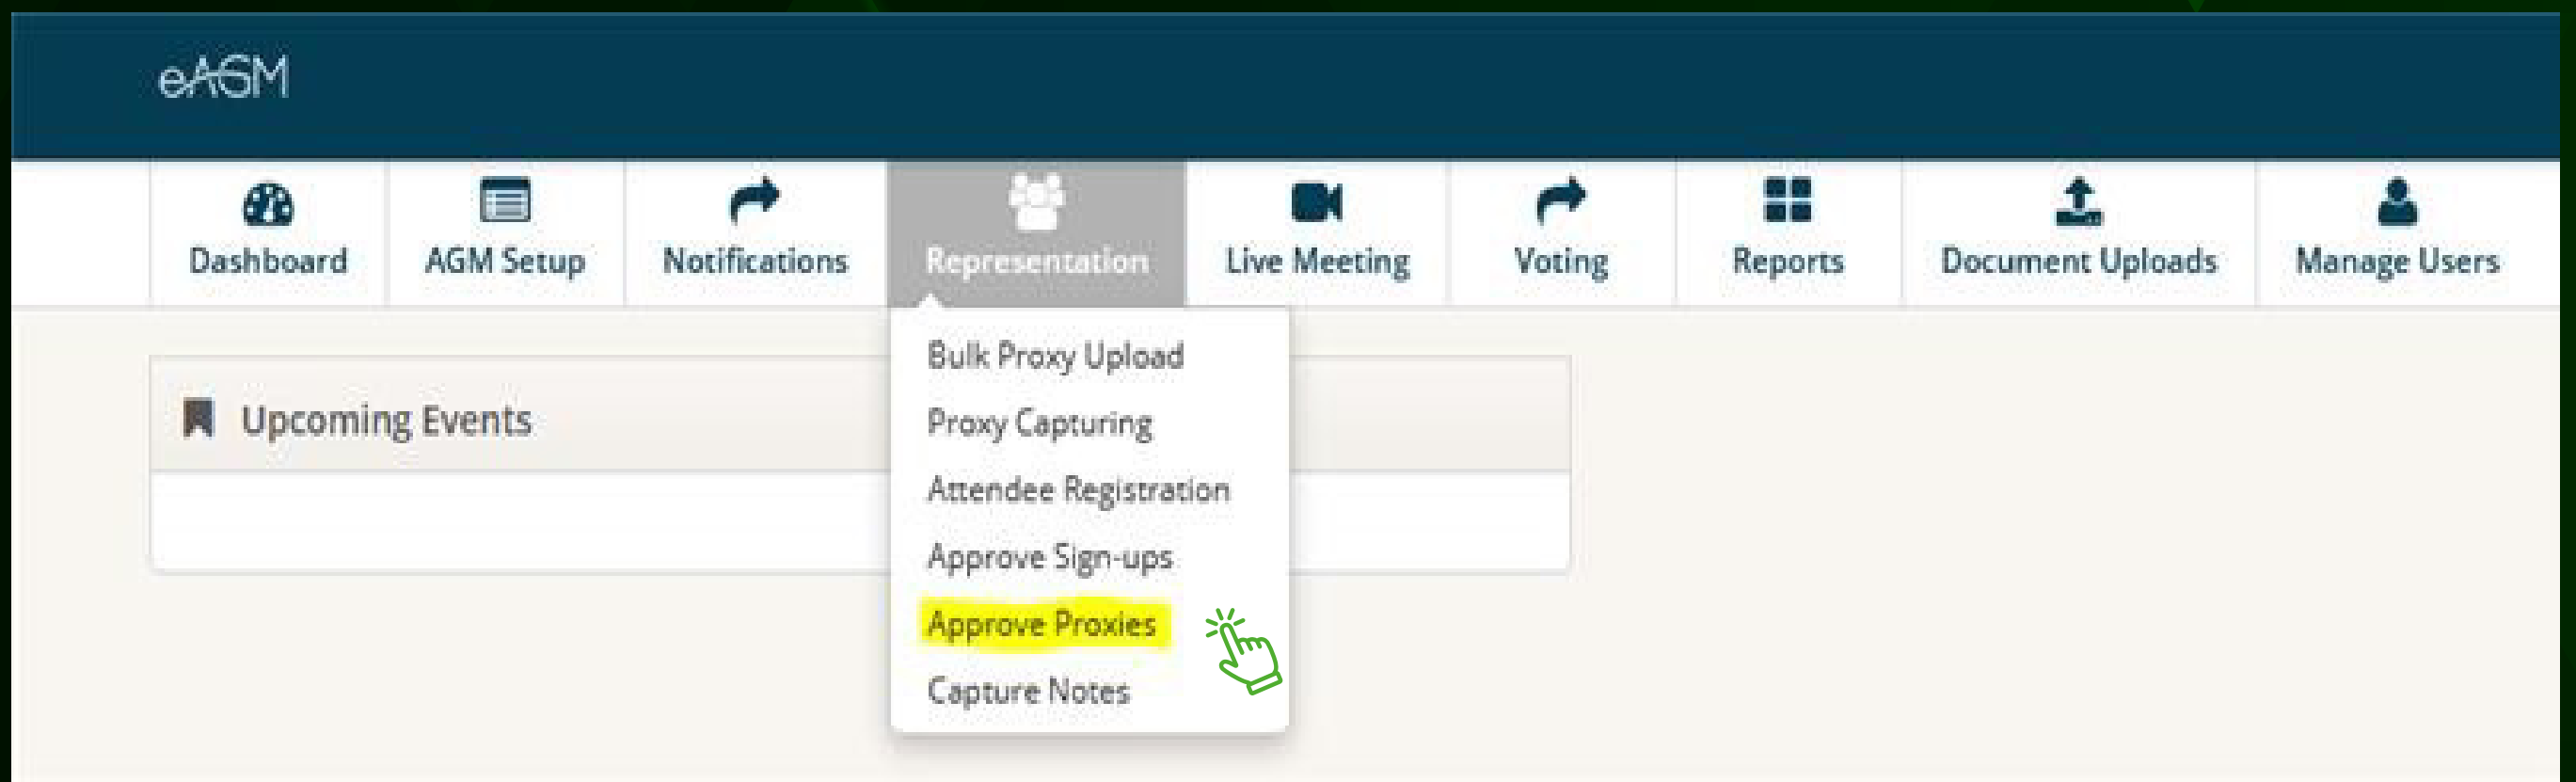 eAGM
Dashboard
AGM Setup
Notifications
Representation
Live Meeting
Voting
Reports
Document Uploads
Manage Users
Bulk Proxy Upload
Proxy Capturing
Attendee Registration
Approve Sign-ups
Approve Proxies
Capture Notes
Upcoming Events